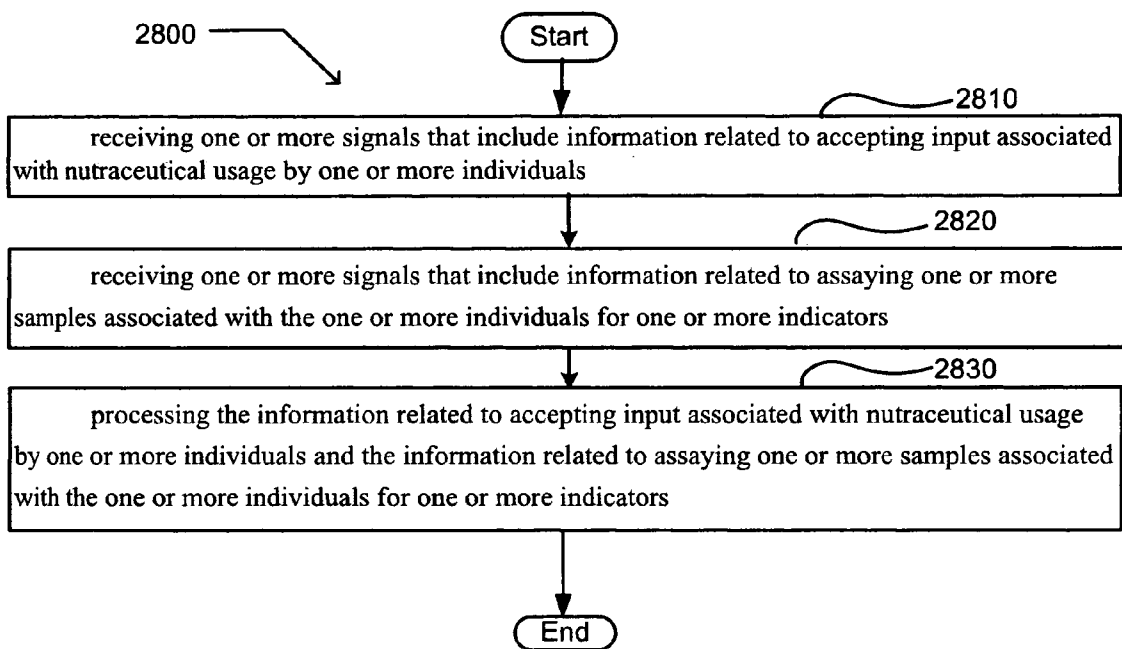 2800
Start
2810
receiving one or more signals that include information related to accepting input associated
with nutraceutical usage by one or more individuals
2820
receiving one or more signals that include information related to assaying one or more
samples associated with the one or more individuals for one or more indicators
2830
processing the information related to accepting input associated with nutraceutical usage
by one or more individuals and the information related to assaying one or more samples associated
with the one or more individuals for one or more indicators
End